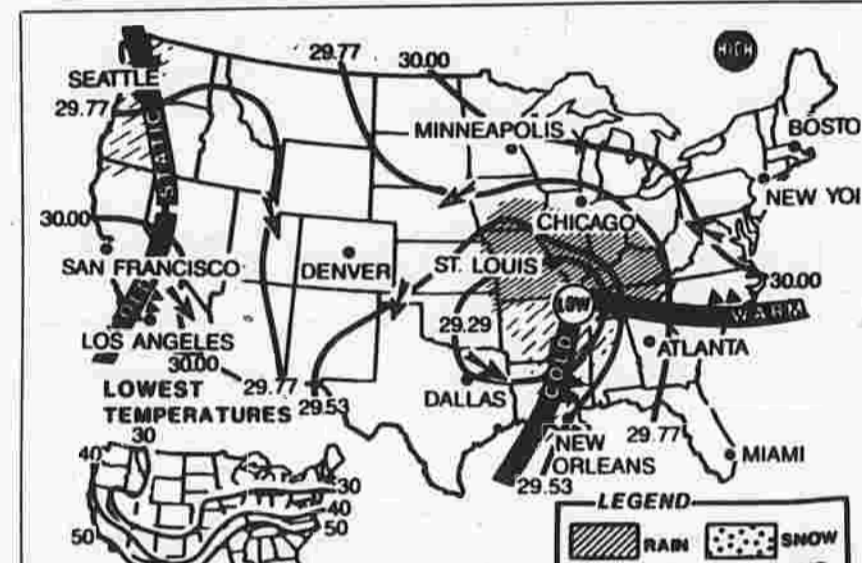 29.77
30.00
HIGH
SEATTLE
29.77
MINNEAPOLIS
BOSTO
STATIC
NEW YOR
30.00
CHICAGO
SAN FRANCISCO
DENVER
ST. LOUIS
30.00
LOW
WARM
29.29
LOS ANGELES
ATLANTA
30.00
COLD
LOWEST
TEMPERATURES
29.77
29.53
DALLAS
30
40
NEW
ORLEANS
29.77
MIAMI
29.53
30
40
50
50
LEGEND
RAIN
SNOW